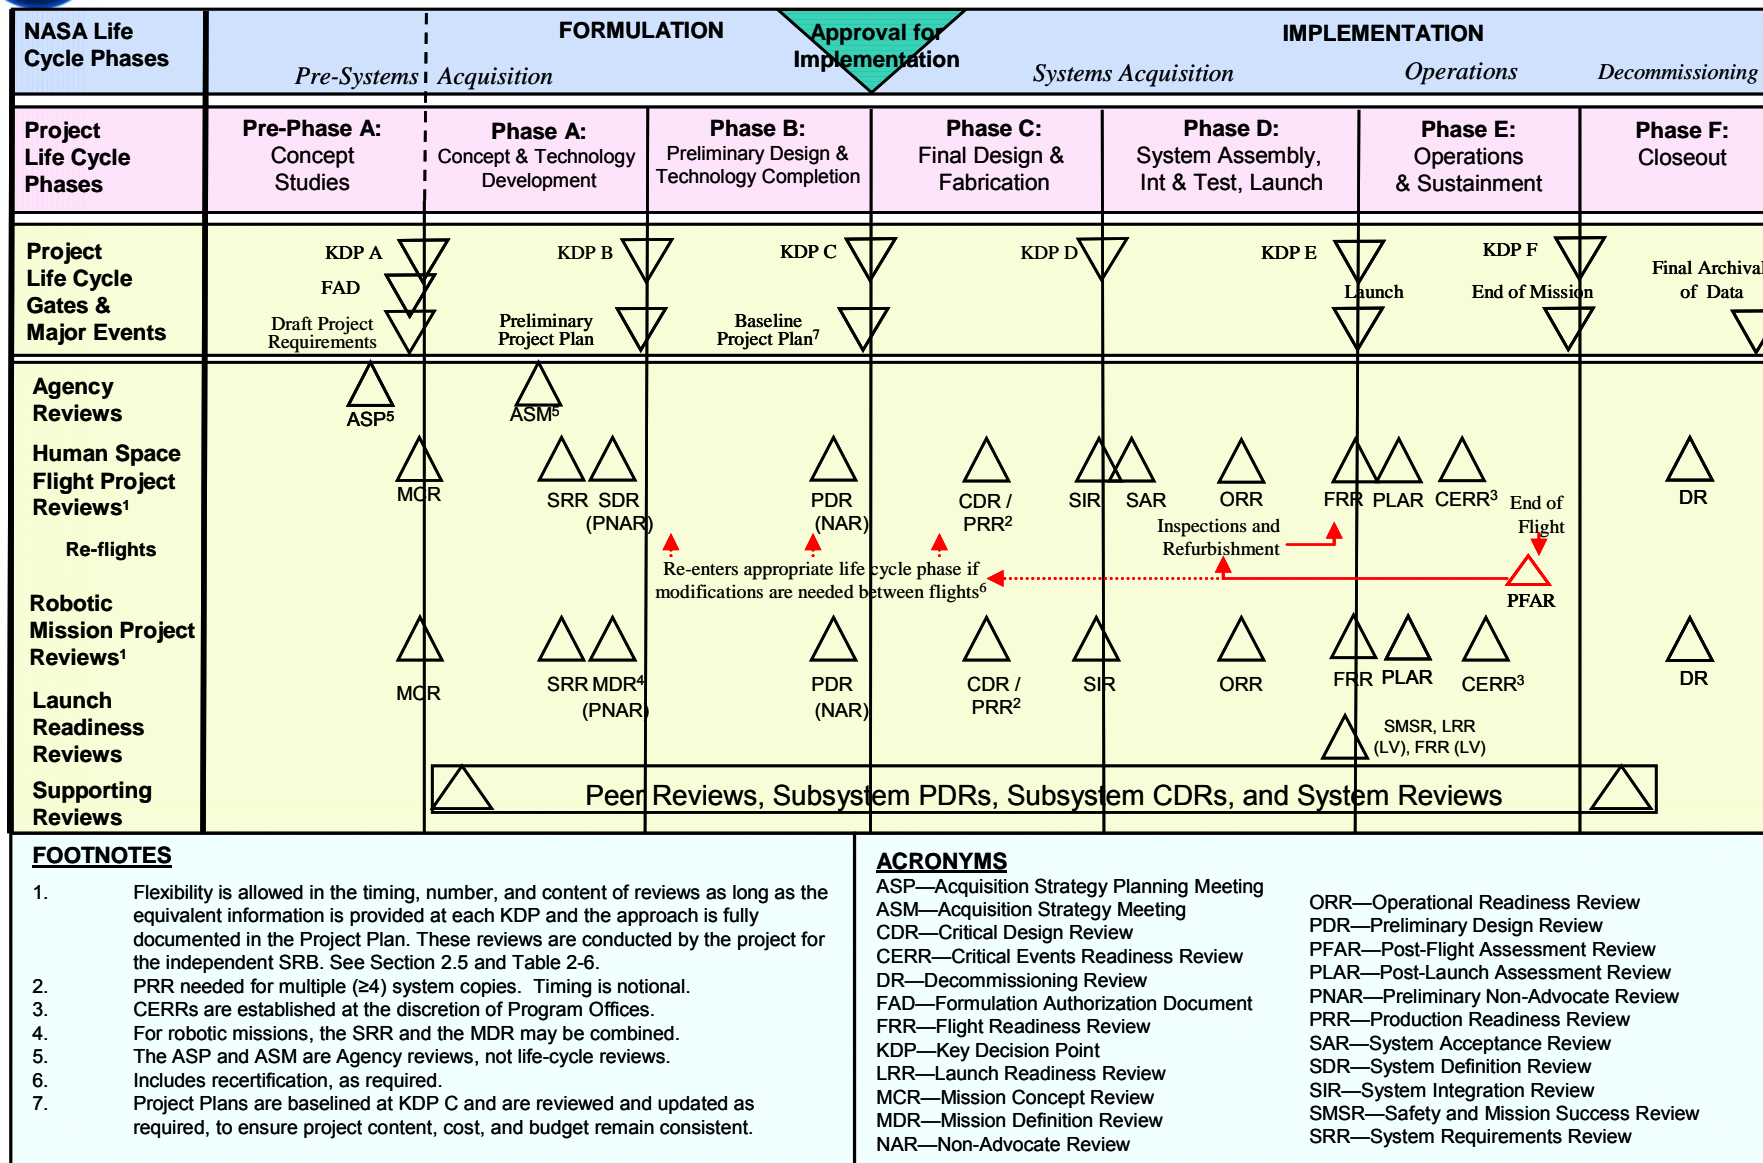 NASA Life
Cycle Phases
FORMULATION
Approval for
Implementation
IMPLEMENTATION
Pre-Systems Acquisition
Systems Acquisition
Operations
Decommissioning
Project
Life Cycle
Phases
Pre-Phase A:
Concept
Studies
Phase A:
Concept & Technology
Development
Phase B:
Preliminary Design &
Technology Completion
Phase C:
Final Design &
Fabrication
Phase D:
System Assembly,
Int & Test, Launch
Phase E:
Operations
& Sustainment
Phase F:
Closeout
Project
Life Cycle
Gates &
Major Events
KDP A
FAD
Draft Project
Requirements
KDP B
Preliminary
Project Plan
KDP C
Baseline
Project Plan7
KDP D
KDP E
Launch
KDP F
End of Mission
Final Archival
of Data
Agency
Reviews
ASP5
ASM5
Human Space
Flight Project
Reviews1
MCR
SRR
SDR
(PNAR)
PDR
(NAR)
CDR /
PRR2
SIR
SAR
ORR
FRR
PLAR
CERR3
DR
Re-flights
Inspections and
Refurbishment
End of
Flight
Re-enters appropriate life cycle phase if
modifications are needed between flights6
PFAR
Robotic
Mission Project
Reviews1
MCR
SRR
MDR4
(PNAR)
PDR
(NAR)
CDR /
PRR2
SIR
ORR
FRR
PLAR
CERR3
DR
Launch
Readiness
Reviews
SMSR, LRR
(LV), FRR (LV)
Supporting
Reviews
Peer Reviews, Subsystem PDRs, Subsystem CDRs, and System Reviews
FOOTNOTES
1. Flexibility is allowed in the timing, number, and content of reviews as long as the
equivalent information is provided at each KDP and the approach is fully
documented in the Project Plan. These reviews are conducted by the project for
the independent SRB. See Section 2.5 and Table 2-6.
2. PRR needed for multiple (≥4) system copies. Timing is notional.
3. CERRs are established at the discretion of Program Offices.
4. For robotic missions, the SRR and the MDR may be combined.
5. The ASP and ASM are Agency reviews, not life-cycle reviews.
6. Includes recertification, as required.
7. Project Plans are baselined at KDP C and are reviewed and updated as
required, to ensure project content, cost, and budget remain consistent.
ACRONYMS
ASP—Acquisition Strategy Planning Meeting
ASM—Acquisition Strategy Meeting
CDR—Critical Design Review
CERR—Critical Events Readiness Review
DR—Decommissioning Review
FAD—Formulation Authorization Document
FRR—Flight Readiness Review
KDP—Key Decision Point
LRR—Launch Readiness Review
MCR—Mission Concept Review
MDR—Mission Definition Review
NAR—Non-Advocate Review
ORR—Operational Readiness Review
PDR—Preliminary Design Review
PFAR—Post-Flight Assessment Review
PLAR—Post-Launch Assessment Review
PNAR—Preliminary Non-Advocate Review
PRR—Production Readiness Review
SAR—System Acceptance Review
SDR—System Definition Review
SIR—System Integration Review
SMSR—Safety and Mission Success Review
SRR—System Requirements Review